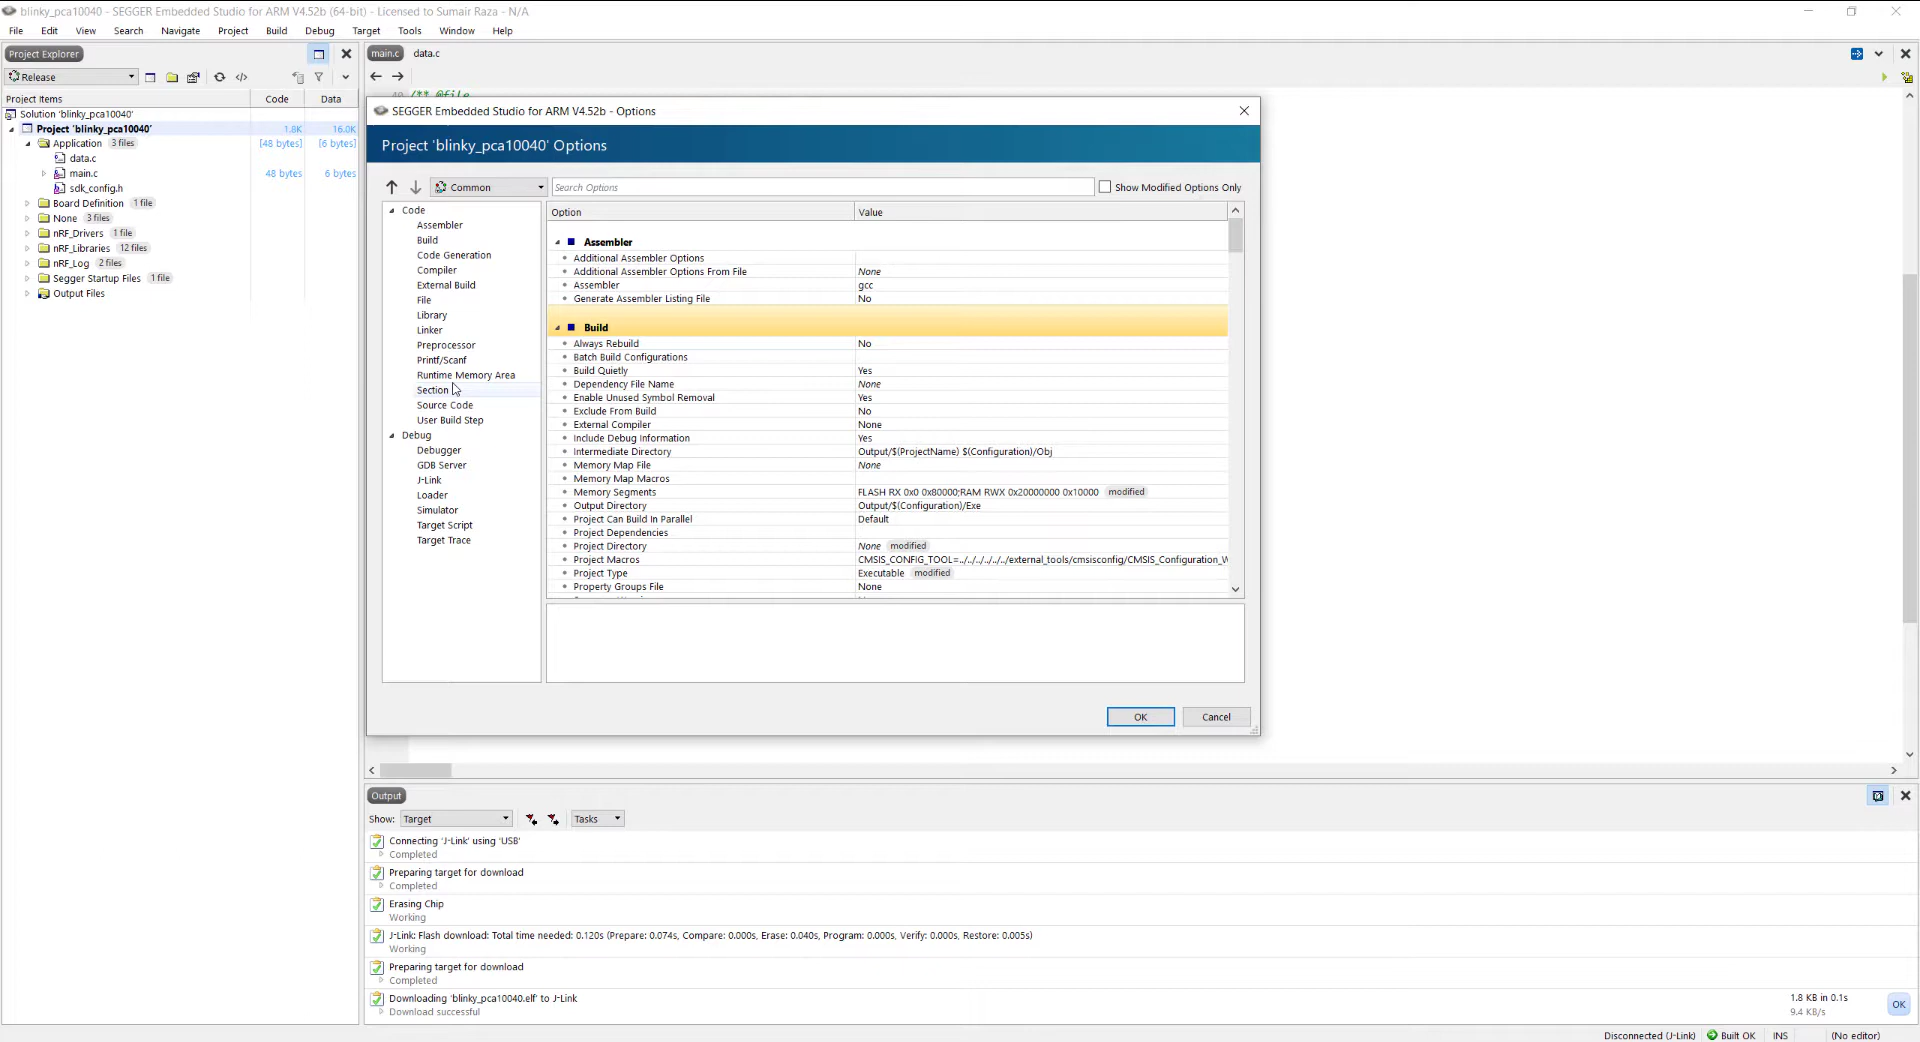 blinky_pca10040 - SEGGER Embedded Studio for ARM V4.52b (64-bit) - Licensed to Sumair Raza - N/A
File Edit View Search Navigate Project Build Debug Target Tools Window Help
Project Explorer
Release
Project Items Code Data
Solution 'blinky_pca10040'
Project 'blinky_pca10040' 1.8K 16.0K
Application 3 files [48 bytes] [6 bytes]
data.c
main.c 48 bytes 6 bytes
sdk_config.h
Board Definition 1 file
None 3 files
nRF_Drivers 1 file
nRF_Libraries 12 files
nRF_Log 2 files
Segger Startup Files 1 file
Output Files
main.c data.c
/** @file
SEGGER Embedded Studio for ARM V4.52b - Options
Project 'blinky_pca10040' Options
Common Search Options Show Modified Options Only
Code
Assembler
Build
Code Generation
Compiler
External Build
File
Library
Linker
Preprocessor
Printf/Scanf
Runtime Memory Area
Section
Source Code
User Build Step
Debug
Debugger
GDB Server
J-Link
Loader
Simulator
Target Script
Target Trace
Option Value
Assembler
Additional Assembler Options
Additional Assembler Options From File None
Assembler gcc
Generate Assembler Listing File No
Build
Always Rebuild No
Batch Build Configurations
Build Quietly Yes
Dependency File Name None
Enable Unused Symbol Removal Yes
Exclude From Build No
External Compiler None
Include Debug Information Yes
Intermediate Directory Output/$(ProjectName) $(Configuration)/Obj
Memory Map File None
Memory Map Macros
Memory Segments FLASH RX 0x0 0x80000;RAM RWX 0x20000000 0x10000 modified
Output Directory Output/$(Configuration)/Exe
Project Can Build In Parallel Default
Project Dependencies
Project Directory None modified
Project Macros CMSIS_CONFIG_TOOL=../../../../../../external_tools/cmsisconfig/CMSIS_Configuration_W
Project Type Executable modified
Property Groups File None
OK Cancel
Output
Show: Target Tasks
Connecting 'J-Link' using 'USB'
Completed
Preparing target for download
Completed
Erasing Chip
Working
J-Link: Flash download: Total time needed: 0.120s (Prepare: 0.074s, Compare: 0.000s, Erase: 0.040s, Program: 0.000s, Verify: 0.000s, Restore: 0.005s)
Working
Preparing target for download
Completed
Downloading 'blinky_pca10040.elf' to J-Link 1.8 KB in 0.1s
Download successful 9.4 KB/s
OK
Disconnected (J-Link) Built OK INS (No editor)